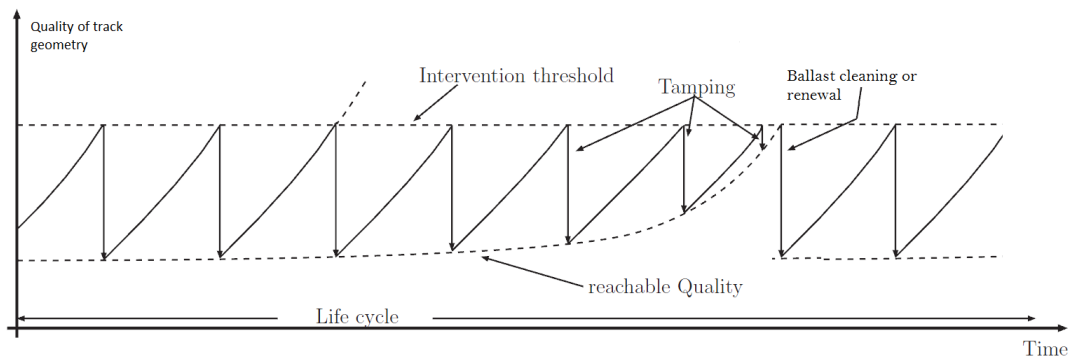 Quality of track
geometry
Intervention threshold
Tamping
Ballast cleaning or
renewal
reachable Quality
Life cycle
Time